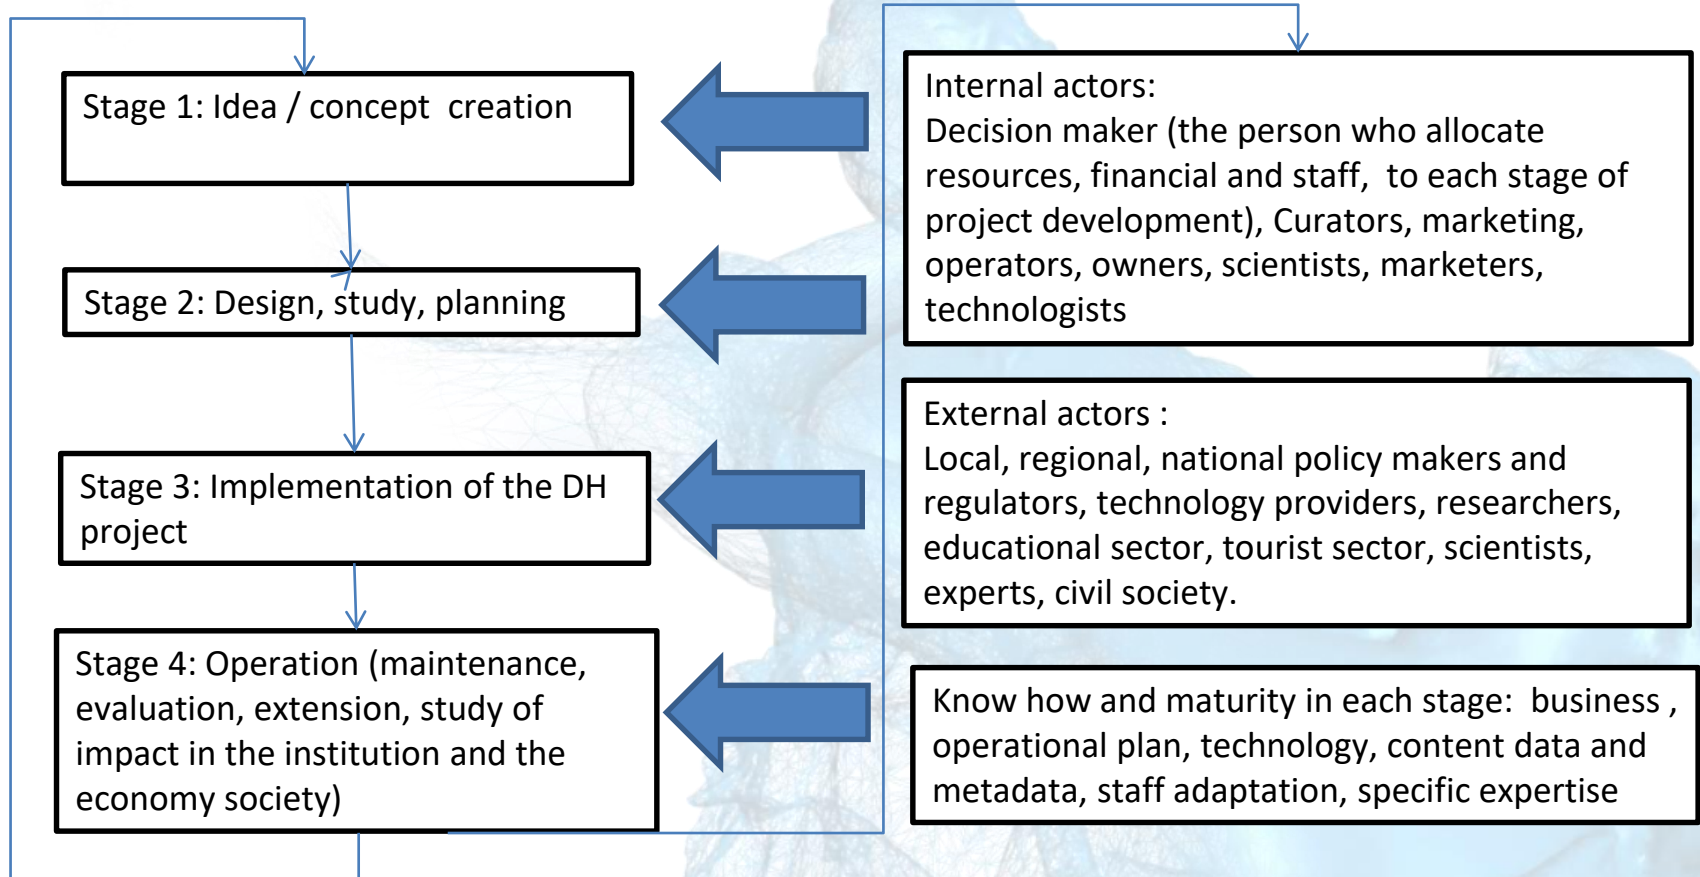 Stage 1: Idea / concept  creation
Stage 2: Design, study, planning
Stage 3: Implementation of the DH
project
Stage 4: Operation (maintenance,
evaluation, extension, study of
impact in the institution and the
economy society)
Internal actors:
Decision maker (the person who allocate
resources, financial and staff,  to each stage of
project development), Curators, marketing,
operators, owners, scientists, marketers,
technologists
External actors :
Local, regional, national policy makers and
regulators, technology providers, researchers,
educational sector, tourist sector, scientists,
experts, civil society.
Know how and maturity in each stage:  business ,
operational plan, technology, content data and
metadata, staff adaptation, specific expertise